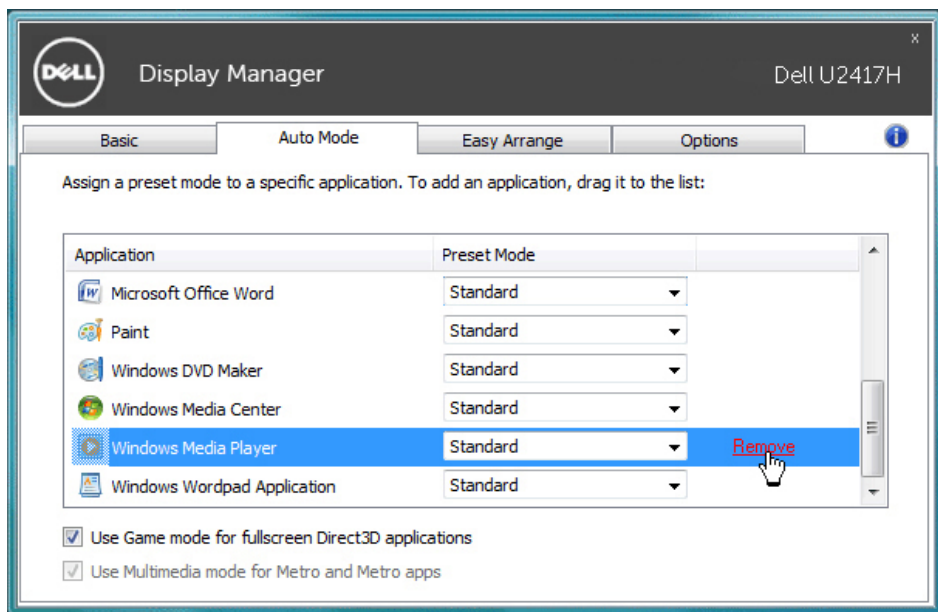 x
DELL Display Manager Dell U2417H
Basic Auto Mode Easy Arrange Options i
Assign a preset mode to a specific application. To add an application, drag it to the list:
Application Preset Mode
W Microsoft Office Word Standard
Paint Standard
Windows DVD Maker Standard
Windows Media Center Standard
Windows Media Player Standard Remove
Windows Wordpad Application Standard
Use Game mode for fullscreen Direct3D applications
Use Multimedia mode for Metro and Metro apps